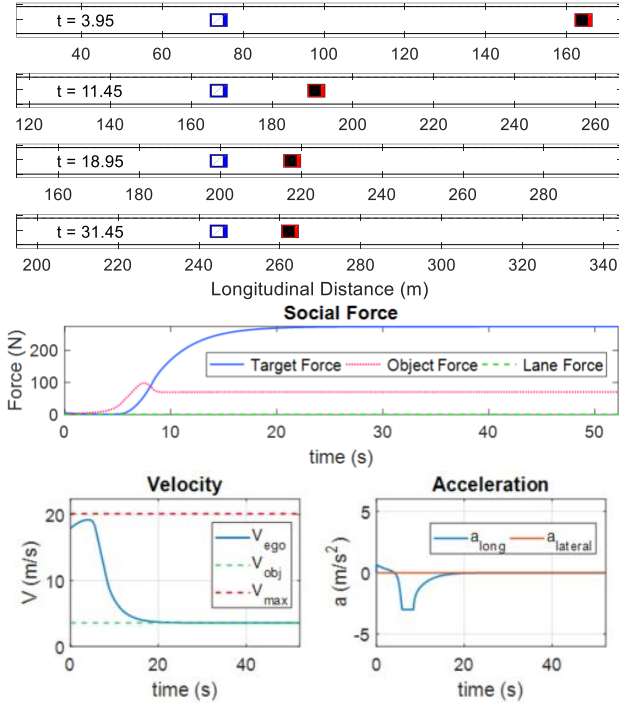 t = 3.95
40 60 80 100 120 140 160
t = 11.45
120 140 160 180 200 220 240 260
t = 18.95
160 180 200 220 240 260 280
t = 31.45
200 220 240 260 280 300 320 340
Longitudinal Distance (m)
Social Force
Force (N)
200
100
0
Target Force Object Force Lane Force
0 10 20 30 40 50
time (s)
Velocity
V (m/s)
20
10
0
V_ego
V_obj
V_max
0 20 40
time (s)
Acceleration
a (m/s²)
5
0
-5
a_long a_lateral
0 20 40
time (s)